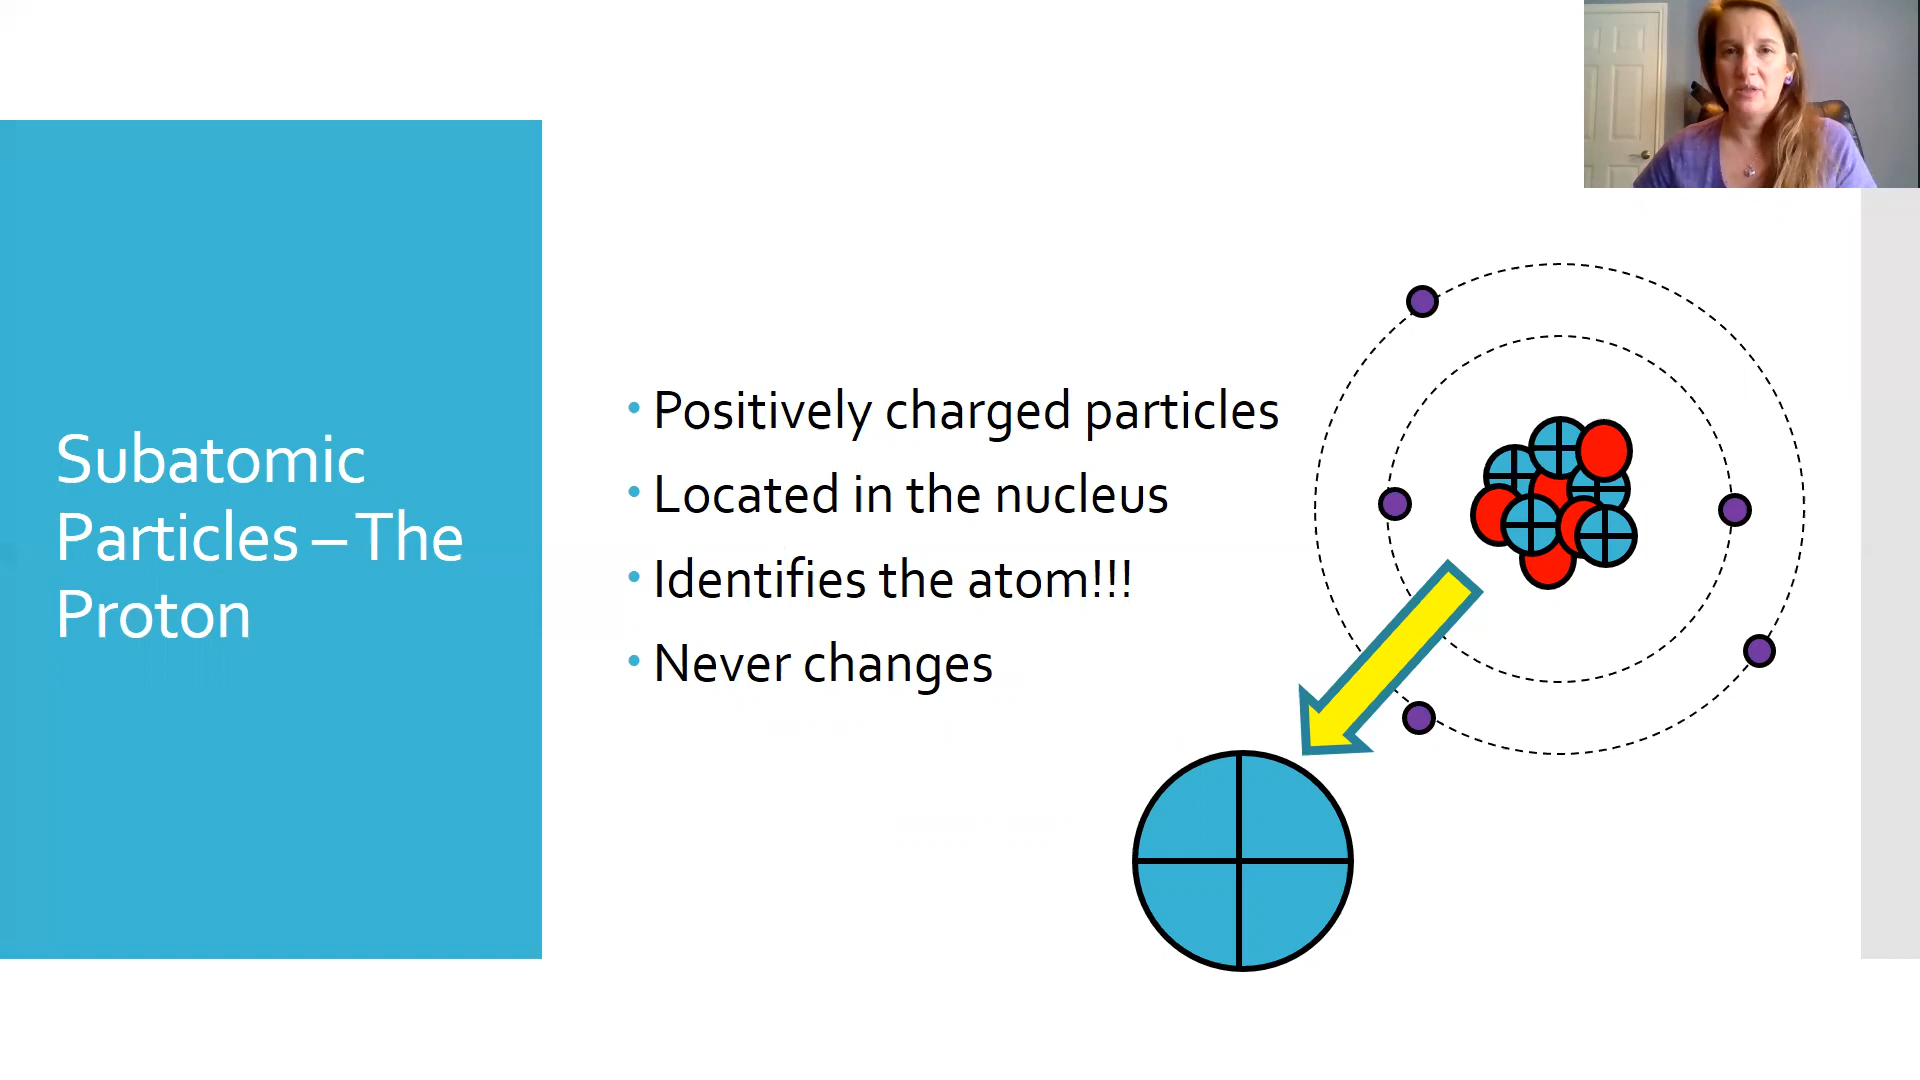 Subatomic
Particles – The
Proton
• Positively charged particles
• Located in the nucleus
• Identifies the atom!!!
• Never changes